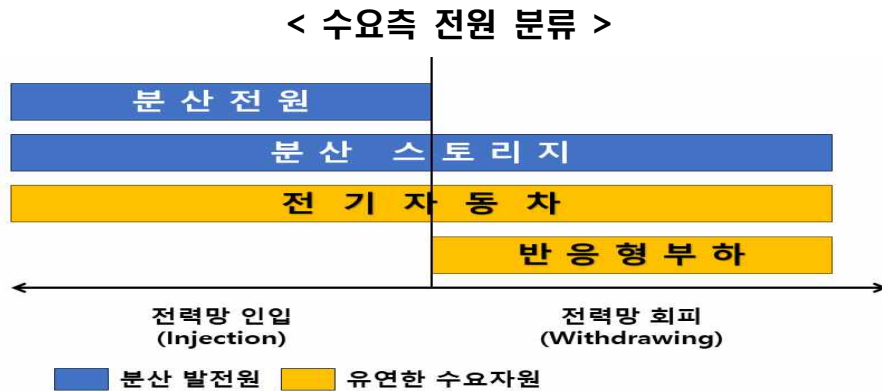 < 수요측 전원 분류 >
분산전원
분산 스토리지
전기자동차
반응형부하
전력망 인입 전력망 회피
(Injection) (Withdrawing)
분산 발전원 유연한 수요자원